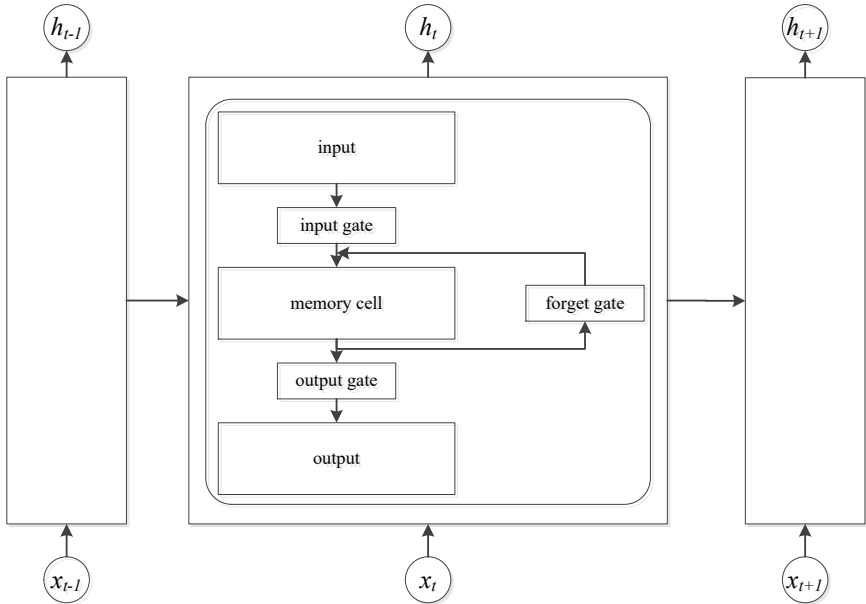 h_{t-1} h_t h_{t+1}
input
input gate
memory cell forget gate
output gate
output
x_{t-1} x_t x_{t+1}